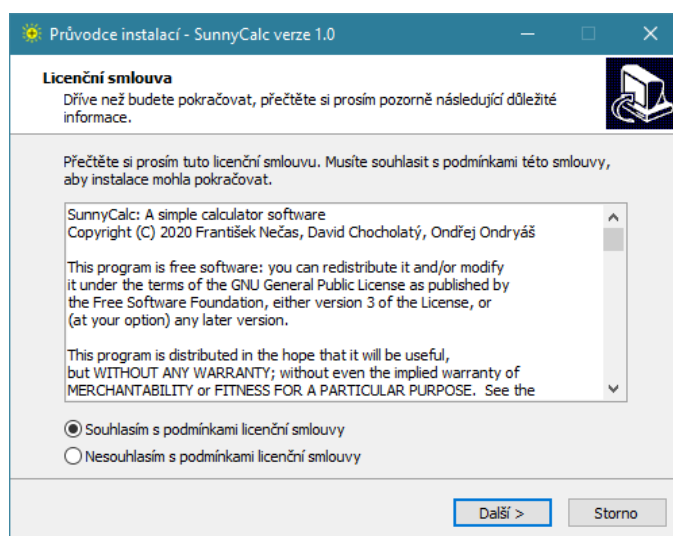 Průvodce instalací - SunnyCalc verze 1.0
Licenční smlouva
Dříve než budete pokračovat, přečtěte si prosím pozorně následující důležité
informace.
Přečtěte si prosím tuto licenční smlouvu. Musíte souhlasit s podmínkami této smlouvy,
aby instalace mohla pokračovat.
SunnyCalc: A simple calculator software
Copyright (C) 2020 František Nečas, David Chocholatý, Ondřej Ondryáš
This program is free software: you can redistribute it and/or modify
it under the terms of the GNU General Public License as published by
the Free Software Foundation, either version 3 of the License, or
(at your option) any later version.
This program is distributed in the hope that it will be useful,
but WITHOUT ANY WARRANTY; without even the implied warranty of
MERCHANTABILITY or FITNESS FOR A PARTICULAR PURPOSE.  See the
Souhlasím s podmínkami licenční smlouvy
Nesouhlasím s podmínkami licenční smlouvy
Další >
Storno